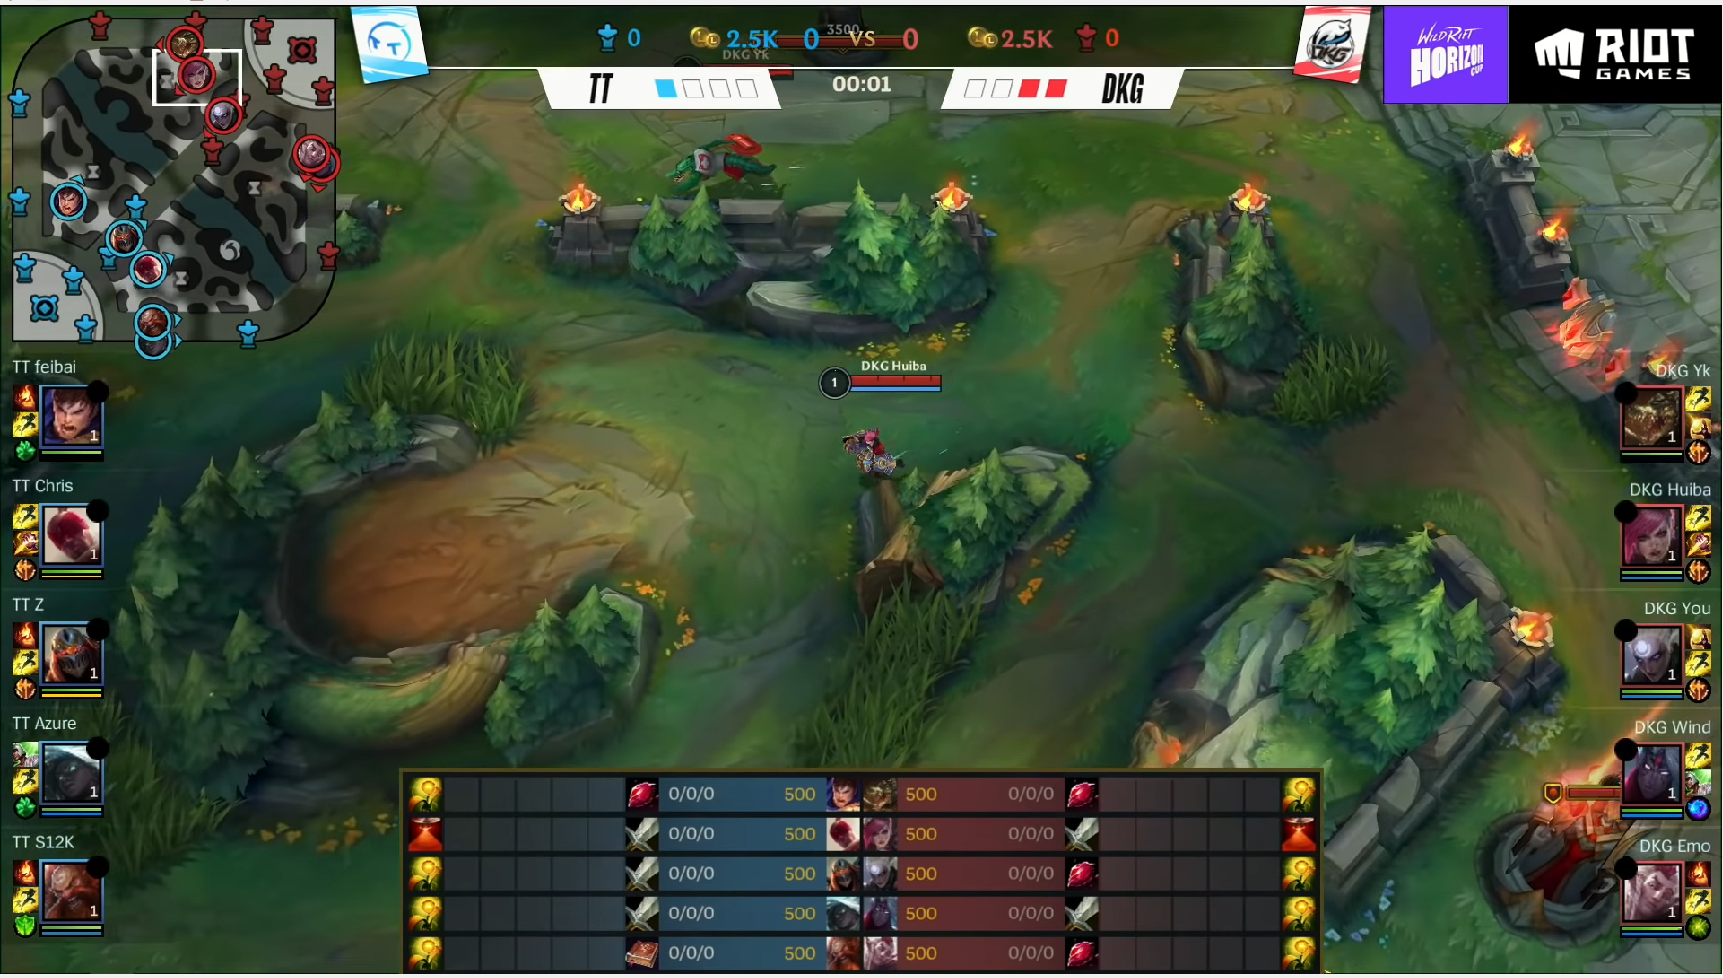 0 2.5K 0 VS 0 2.5K 0
3500
DKG YK
TT 00:01 DKG
DKG
WILD RIFT
HORIZON
CUP
RIOT
GAMES
DKG Huiba
1
TT feibai
1
TT Chris
1
TT Z
1
TT Azure
1
TT S12K
1
DKG Yk
1
DKG Huiba
1
DKG You
1
DKG Wind
1
DKG Emo
1
0/0/0 500 500 0/0/0
0/0/0 500 500 0/0/0
0/0/0 500 500 0/0/0
0/0/0 500 500 0/0/0
0/0/0 500 500 0/0/0